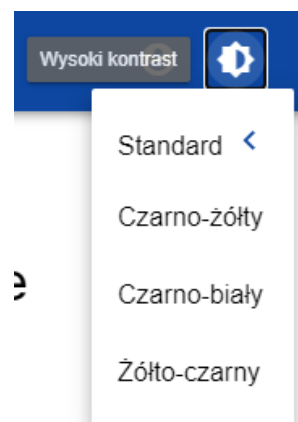 Wysoki kontrast
Standard
Czarno-żółty
e
Czarno-biały
Żółto-czarny